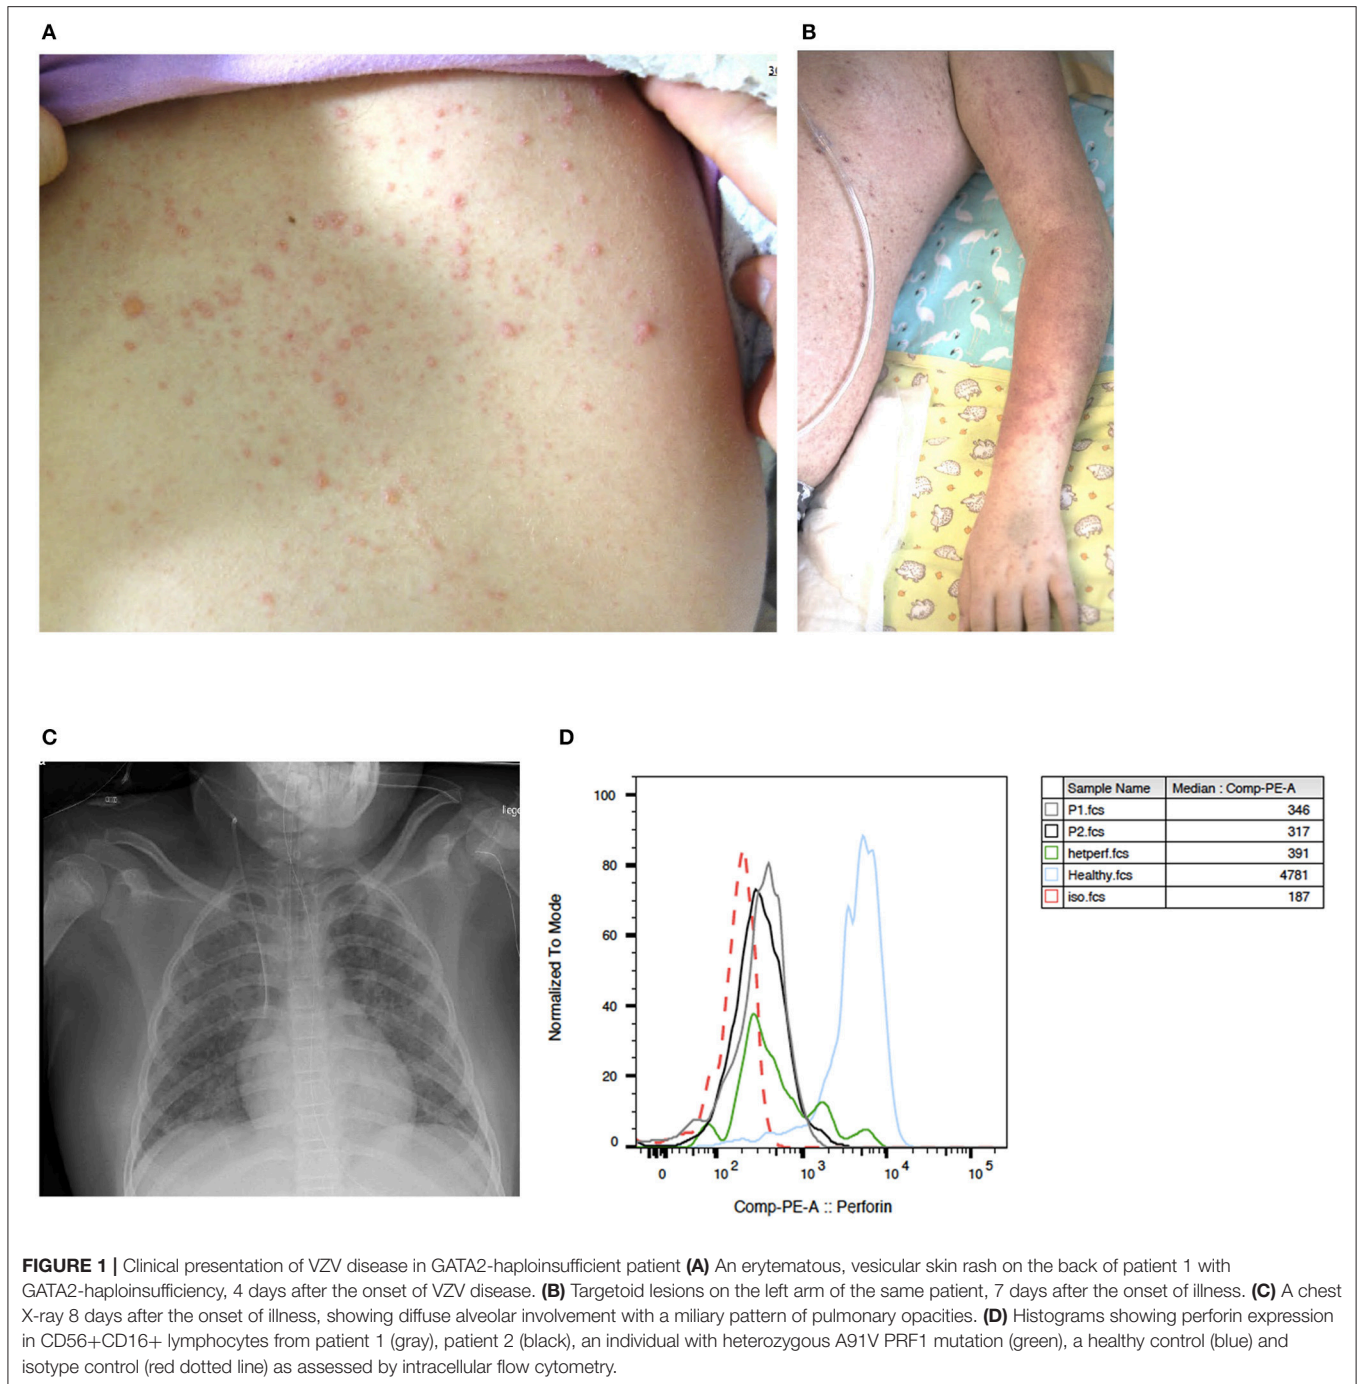 A
B
3
C
D
100
80
60
40
20
0
Normalized To Mode
0 10^2 10^3 10^4 10^5
Comp-PE-A :: Perforin
Sample Name Median : Comp-PE-A
P1.fcs 346
P2.fcs 317
hetperf.fcs 391
Healthy.fcs 4781
iso.fcs 187
FIGURE 1 | Clinical presentation of VZV disease in GATA2-haploinsufficient patient (A) An erytematous, vesicular skin rash on the back of patient 1 with
GATA2-haploinsufficiency, 4 days after the onset of VZV disease. (B) Targetoid lesions on the left arm of the same patient, 7 days after the onset of illness. (C) A chest
X-ray 8 days after the onset of illness, showing diffuse alveolar involvement with a miliary pattern of pulmonary opacities. (D) Histograms showing perforin expression
in CD56+CD16+ lymphocytes from patient 1 (gray), patient 2 (black), an individual with heterozygous A91V PRF1 mutation (green), a healthy control (blue) and
isotype control (red dotted line) as assessed by intracellular flow cytometry.